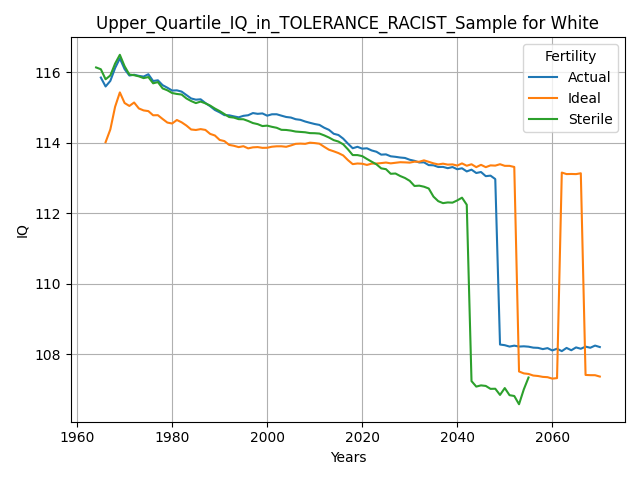 Upper_Quartile_IQ_in_TOLERANCE_RACIST_Sample for White
Fertility
Actual
Ideal
Sterile
116
114
112
110
108
IQ
1960
1980
2000
2020
2040
2060
Years